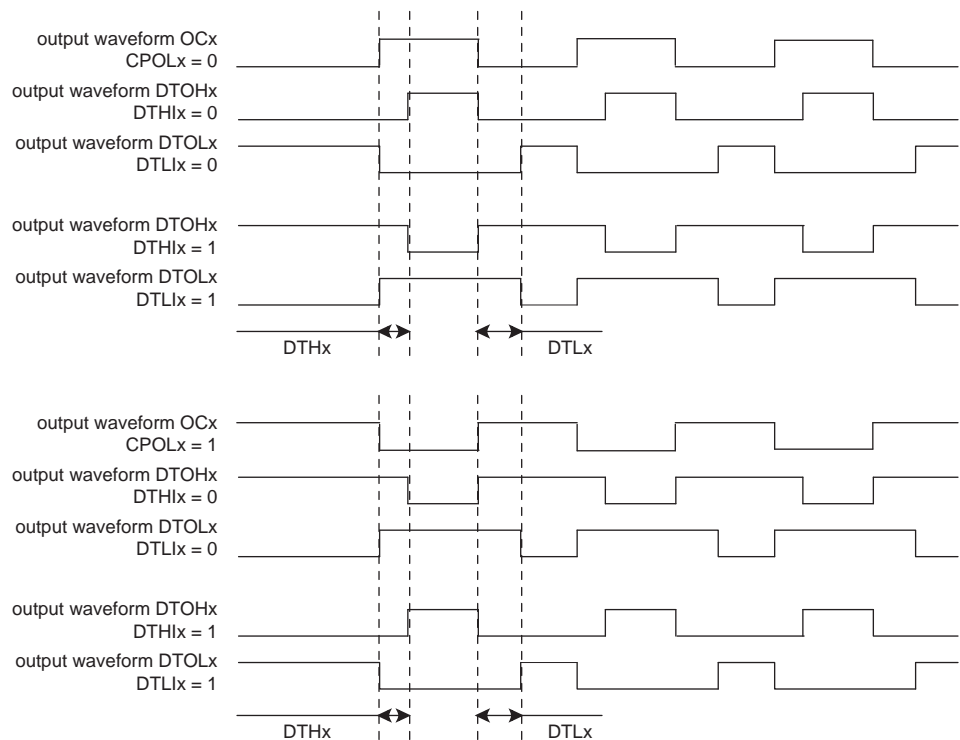 output waveform OCx
CPOLx = 0
output waveform DTOHx
DTHIx = 0
output waveform DTOLx
DTLIx = 0
output waveform DTOHx
DTHIx = 1
output waveform DTOLx
DTLIx = 1
DTHx
DTLx
output waveform OCx
CPOLx = 1
output waveform DTOHx
DTHIx = 0
output waveform DTOLx
DTLIx = 0
output waveform DTOHx
DTHIx = 1
output waveform DTOLx
DTLIx = 1
DTHx
DTLx